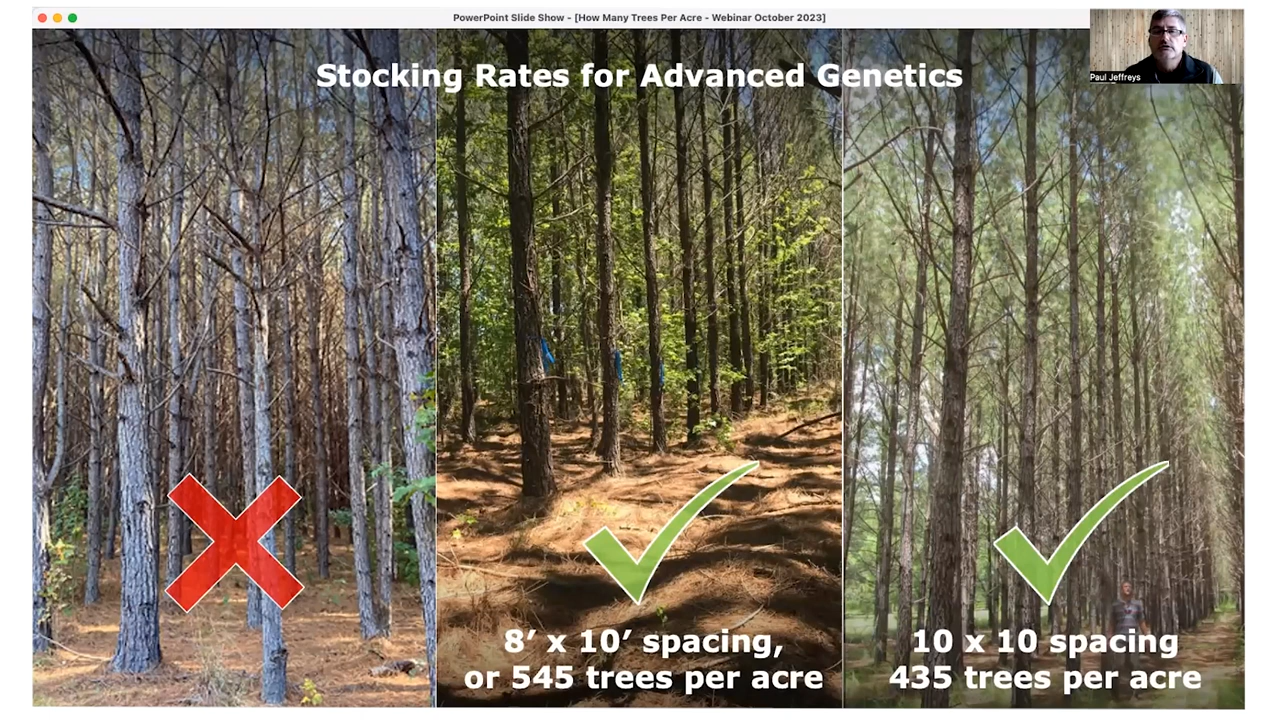 PowerPoint Slide Show - [How Many Trees Per Acre - Webinar October 2023]
Stocking Rates for Advanced Genetics
Paul Jeffreys
8’ x 10’ spacing,
or 545 trees per acre
10 x 10 spacing
435 trees per acre